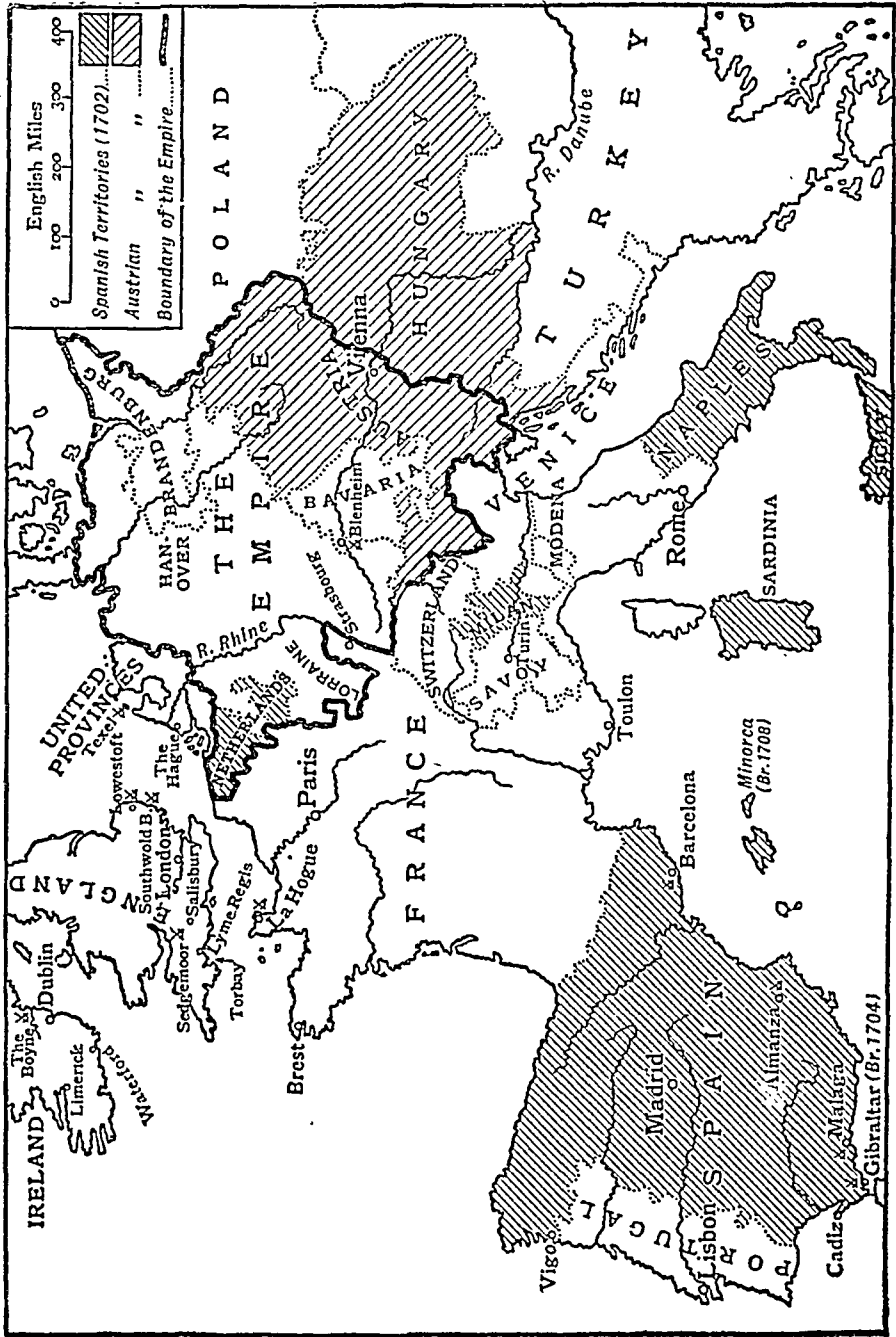 English Miles
0 100 200 300 400
Spanish Territories (1702)
Austrian " "
Boundary of the Empire
IRELAND
The Boyne
Dublin
Limerick
Waterford
ENGLAND
Lowestoft
Southwold B.
London
Salisbury
Sedgemoor
Lyme Regis
Torbay
UNITED PROVINCES
Texel
The Hague
NETHERLANDS
HAN-
OVER
BRANDENBURG
POLAND
THE
EMPIRE
R. Rhine
LORRAINE
Strasbourg
Blenheim
BAVARIA
AUSTRIA
Vienna
HUNGARY
R. Danube
TURKEY
La Hogue
Brest
Paris
FRANCE
SWITZERLAND
SAVOY
Turin
MILAN
MODENA
VENICE
Toulon
Rome
NAPLES
SARDINIA
Vigo
PORTUGAL
Lisbon
SPAIN
Madrid
Almanza
Barcelona
Minorca
(Br. 1708)
Cadiz
Malaga
Gibraltar (Br. 1704)